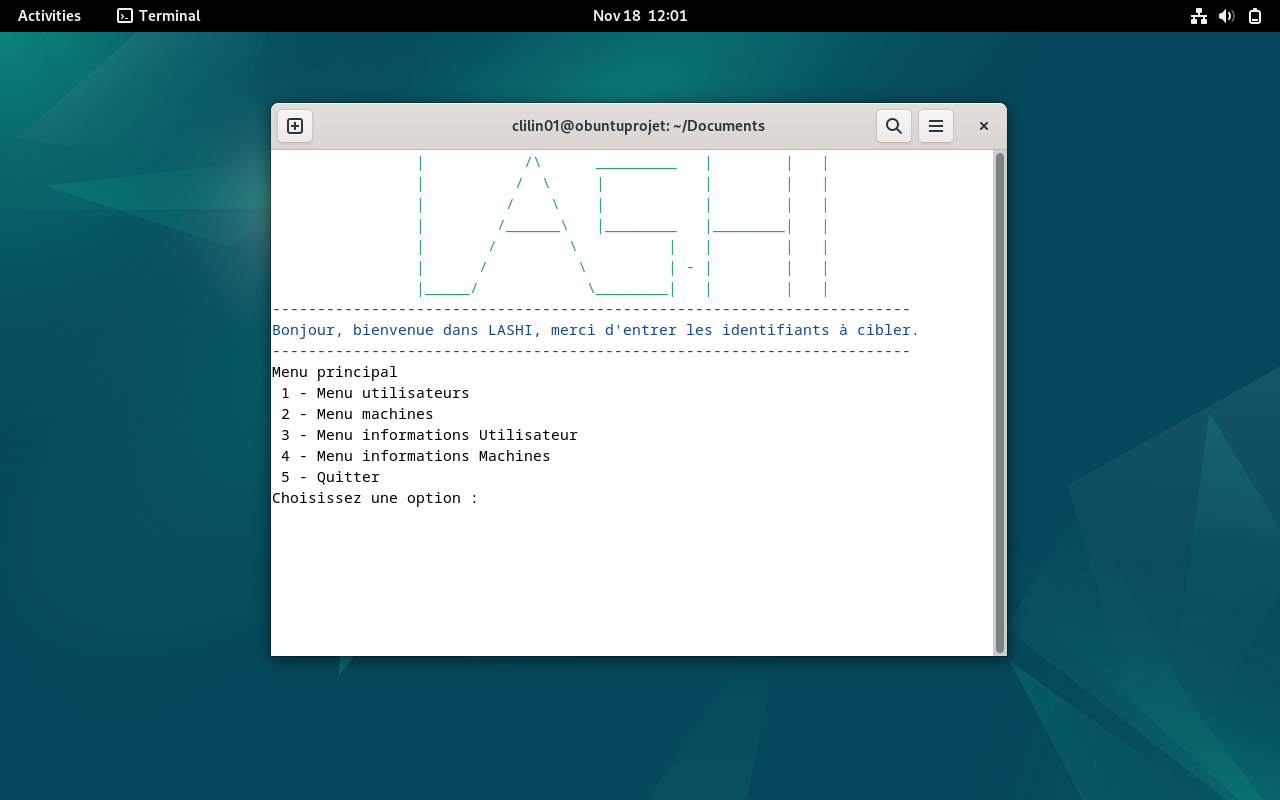 Activities Terminal Nov 18 12:01
clilin01@obuntuprojet: ~/Documents
LASHI
-----------------------------------------------------------------------
Bonjour, bienvenue dans LASHI, merci d'entrer les identifiants à cibler.
-----------------------------------------------------------------------
Menu principal
1 - Menu utilisateurs
2 - Menu machines
3 - Menu informations Utilisateur
4 - Menu informations Machines
5 - Quitter
Choisissez une option :